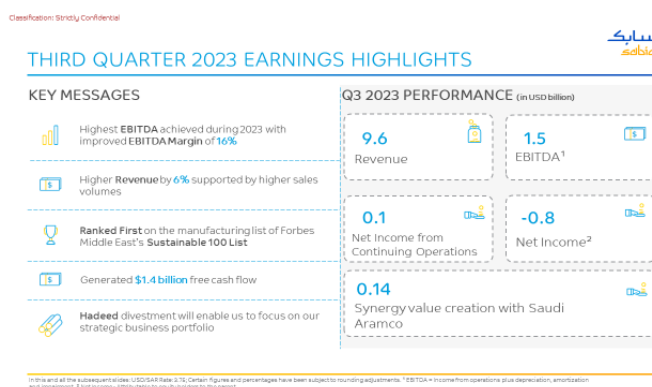 Classification: Strictly Confidential
سابك
sabic
THIRD QUARTER 2023 EARNINGS HIGHLIGHTS
KEY MESSAGES
Highest EBITDA achieved during 2023 with
improved EBITDA Margin of 16%
Higher Revenue by 6% supported by higher sales
volumes
Ranked First on the manufacturing list of Forbes
Middle East's Sustainable 100 List
Generated $1.4 billion free cash flow
Hadeed divestment will enable us to focus on our
strategic business portfolio
Q3 2023 PERFORMANCE (in USD billion)
9.6
Revenue
1.5
EBITDA¹
0.1
Net Income from
Continuing Operations
-0.8
Net Income²
0.14
Synergy value creation with Saudi
Aramco
In this and all the subsequent slides: USD/SAR Rate: 3.75; Certain figures and percentages have been subject to rounding adjustments. ¹ EBITDA = Income from operations plus depreciation, amortization